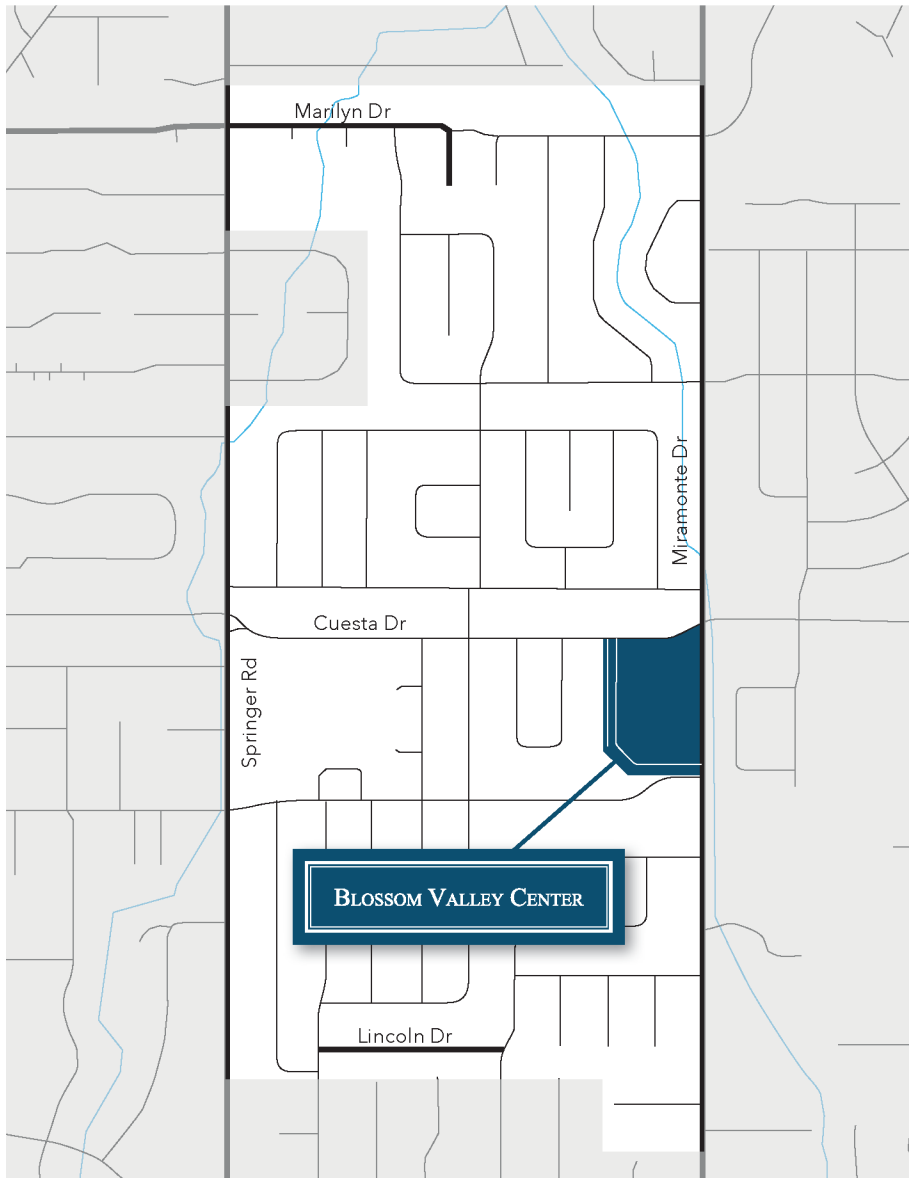 Marilyn Dr
Miramonte Dr
Cuesta Dr
Springer Rd
BLOSSOM VALLEY CENTER
Lincoln Dr